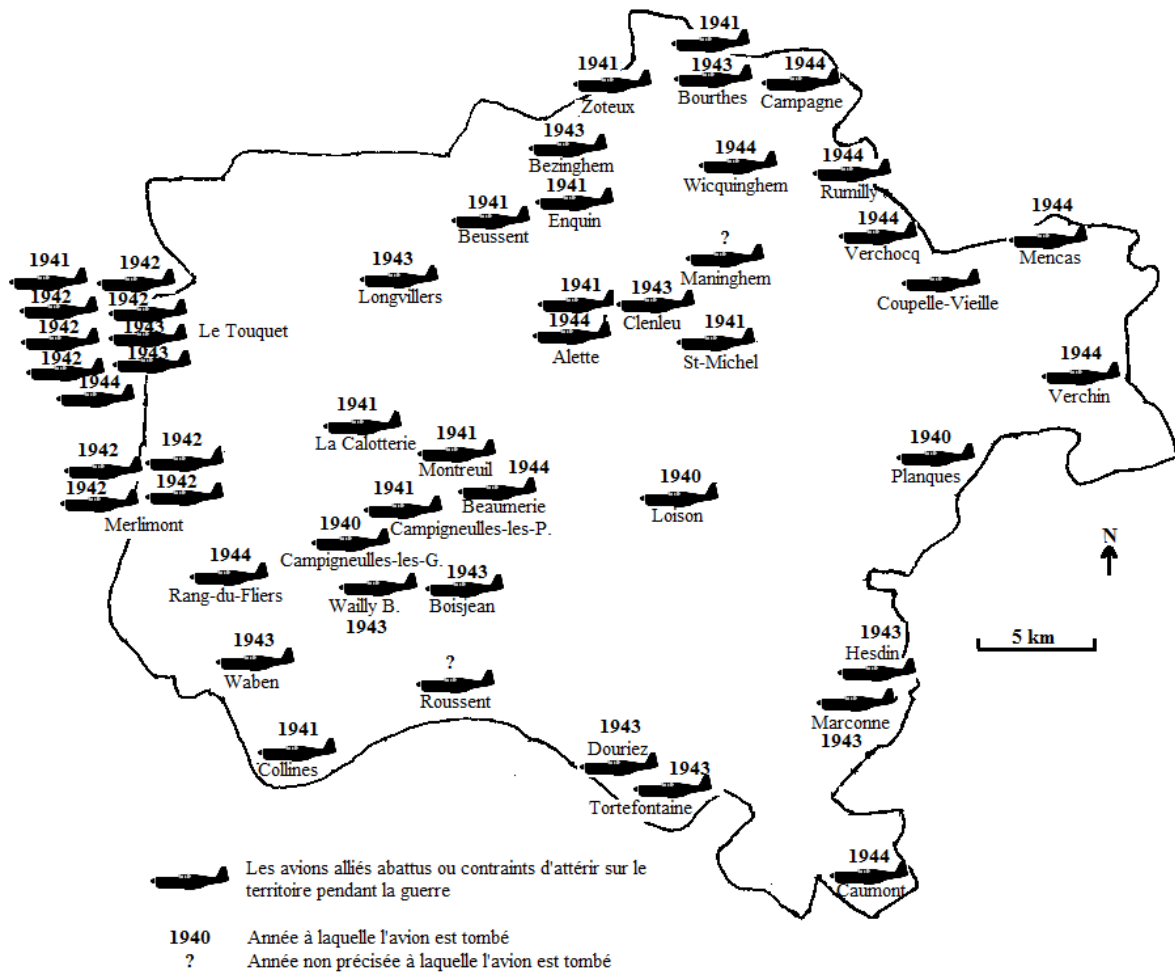 1941
1941
1943
1944
Zoteux
Bourthes
Campagne
1943
Bezinghem
1944
Wicquinghem
1944
Rumilly
1941
Enquin
1941
Beussent
1944
Verchocq
1944
Mencas
?
Maninghem
1943
Longvillers
Coupelle-Vieille
1941
1942
1942
1942
1942
1943
Le Touquet
1942
1943
1944
1941
1943
Clenleu
1944
Alette
1941
St-Michel
1944
Verchin
1941
La Calotterie
1941
Montreuil
1940
Planques
1942
1942
1942
1942
Merlimont
1944
Beaumerie
1941
Campigneulles-les-P.
1940
Loison
1940
Campigneulles-les-G.
N
1944
Rang-du-Fliers
Wailly B.
1943
1943
Boisjean
5 km
1943
Waben
?
Roussent
1943
Hesdin
Marconne
1943
1941
Collines
1943
Douriez
1943
Tortefontaine
1944
Caumont
Les avions alliés abattus ou contraints d'attérir sur le
territoire pendant la guerre
1940 Année à laquelle l'avion est tombé
? Année non précisée à laquelle l'avion est tombé